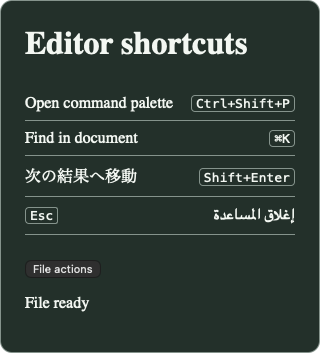 Editor shortcuts
Open command palette Ctrl+Shift+P
Find in document ⌘K
次の結果へ移動 Shift+Enter
إغلاق المساعدة Esc
File actions
File ready